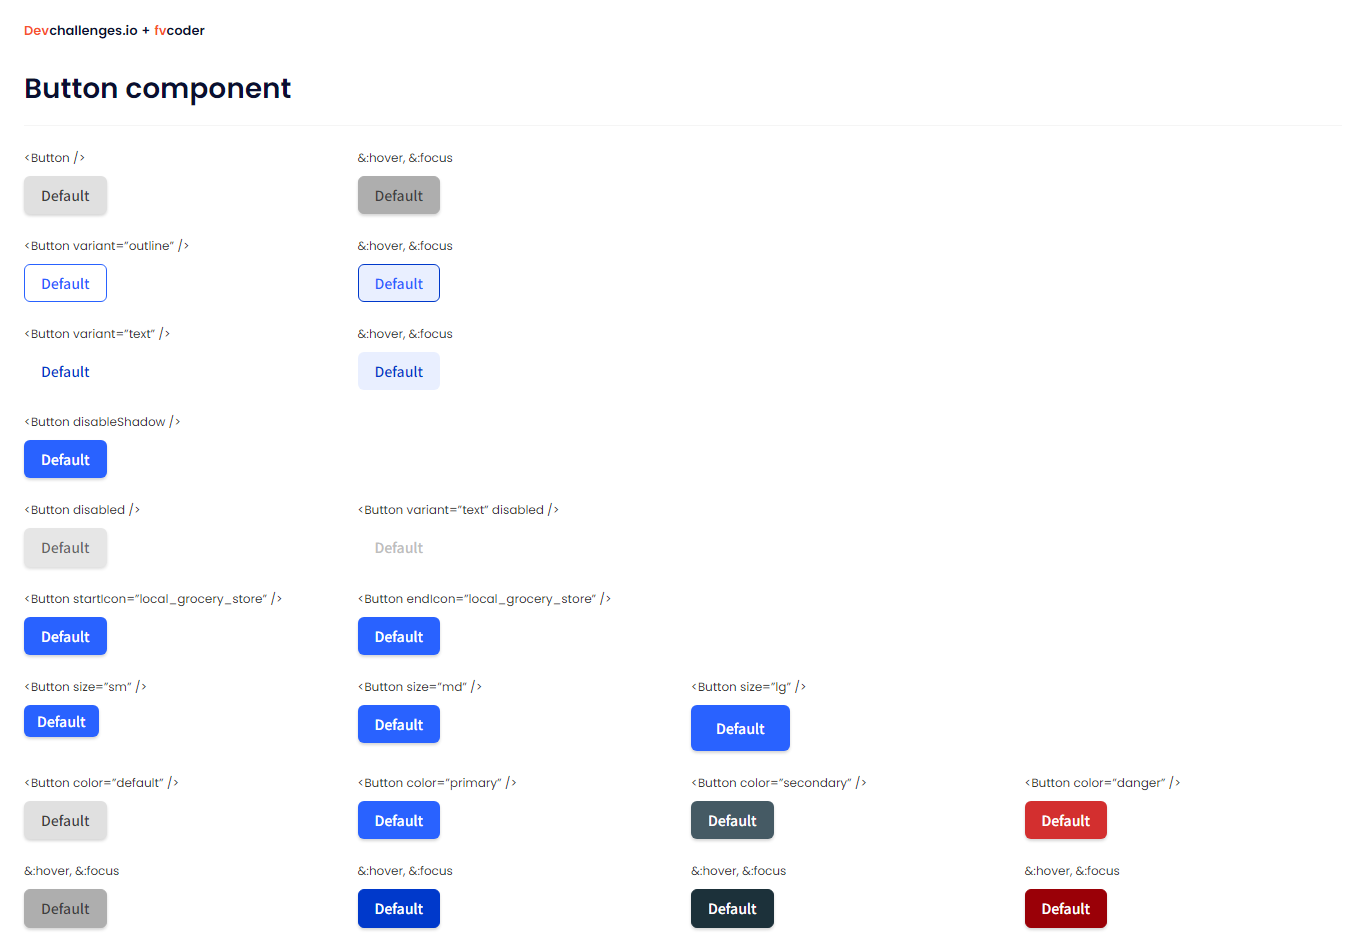 Devchallenges.io + fvcoder
Button component
<Button /> &:hover, &:focus
Default Default
<Button variant=”outline” /> &:hover, &:focus
Default Default
<Button variant=”text” /> &:hover, &:focus
Default Default
<Button disableShadow />
Default
<Button disabled /> <Button variant=”text” disabled />
Default Default
<Button startIcon=”local_grocery_store” /> <Button endIcon=”local_grocery_store” />
Default Default
<Button size=”sm” /> <Button size=”md” /> <Button size=”lg” />
Default Default Default
<Button color=”default” /> <Button color=”primary” /> <Button color=”secondary” /> <Button color=”danger” />
Default Default Default Default
&:hover, &:focus &:hover, &:focus &:hover, &:focus &:hover, &:focus
Default Default Default Default